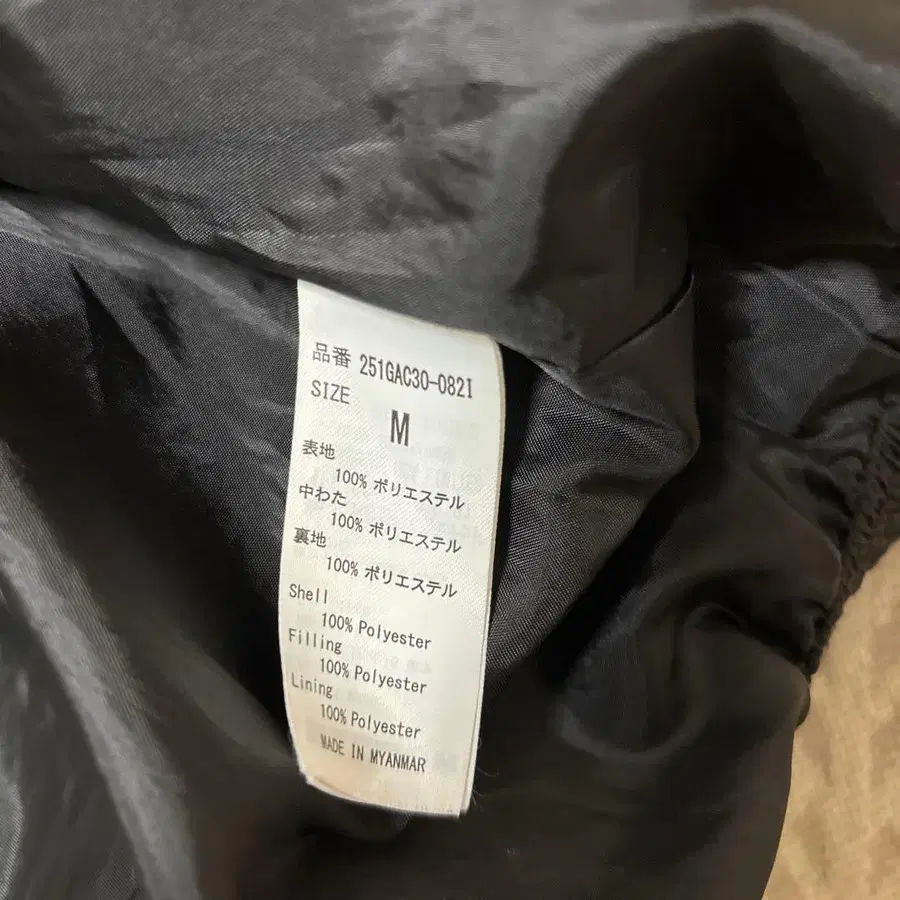 品番 251GAC30-082I
SIZE
M
表地
100% ポリエステル
中わた
100% ポリエステル
裏地
100% ポリエステル
Shell
100% Polyester
Filling
100% Polyester
Lining
100% Polyester
MADE IN MYANMAR